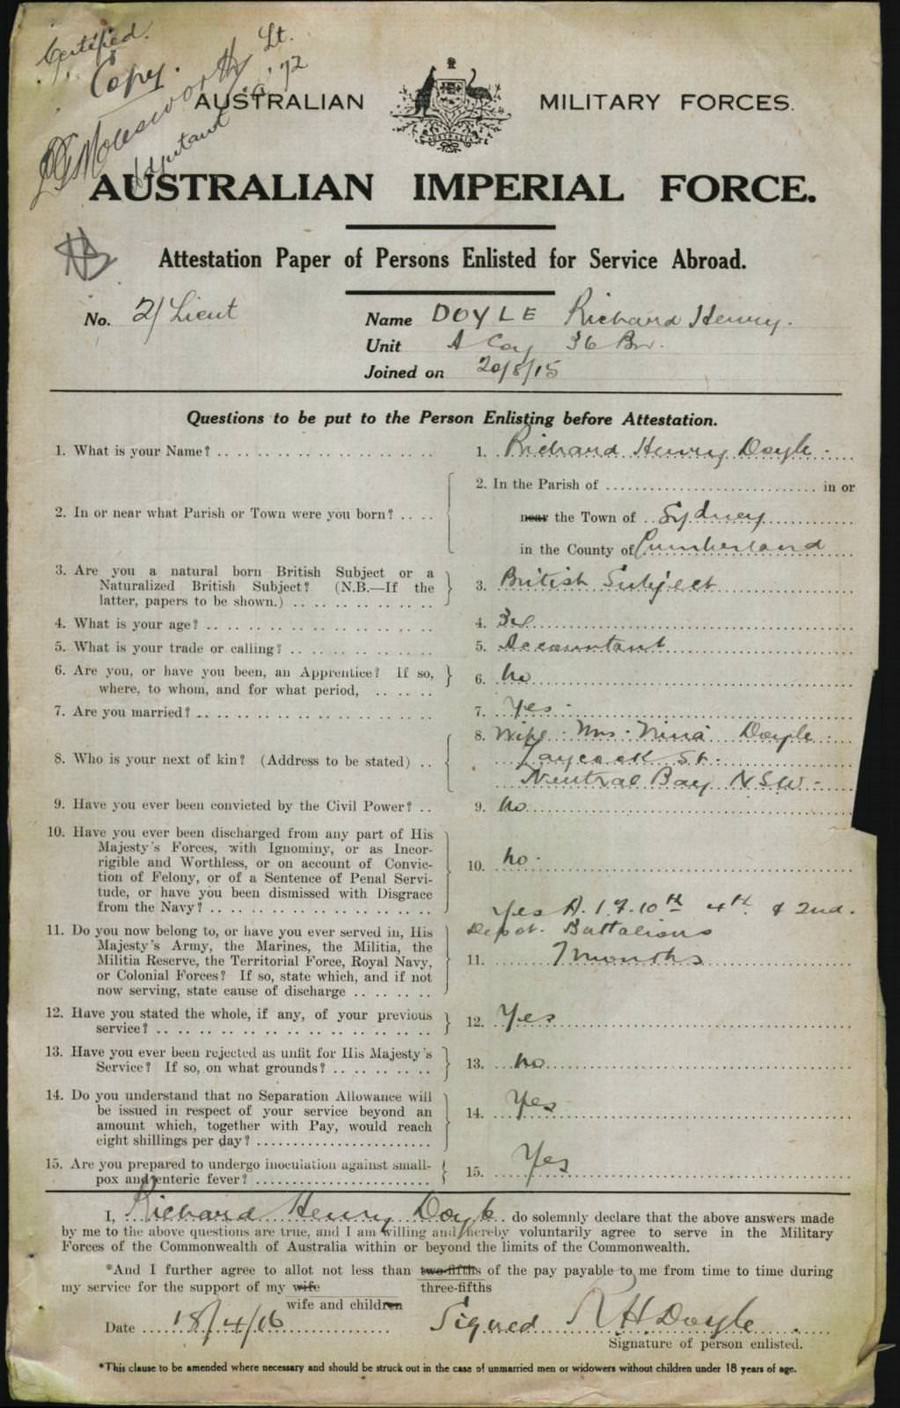 Certified
Copy.
Lt.
Adjutant
AUSTRALIAN MILITARY FORCES.
AUSTRALIA
AUSTRALIAN IMPERIAL FORCE.
Attestation Paper of Persons Enlisted for Service Abroad.
No. 2/Lieut Name DOYLE Richard Henry.
Unit A Coy 36 Bn.
Joined on 20/8/15
Questions to be put to the Person Enlisting before Attestation.
1. What is your Name? 1. Richard Henry Doyle
2. In the Parish of in or
2. In or near what Parish or Town were you born? near the Town of Sydney
in the County of Cumberland
3. Are you a natural born British Subject or a
Naturalized British Subject? (N.B.—If the 3. British Subject
latter, papers to be shown.)
4. What is your age? 4.
5. What is your trade or calling? 5. Accountant
6. Are you, or have you been, an Apprentice? If so, 6. No
where, to whom, and for what period,
7. Are you married? 7. Yes
8. Wife Mrs. Nina Doyle
8. Who is your next of kin? (Address to be stated) Laycock St.
Neutral Bay NSW
9. Have you ever been convicted by the Civil Power? 9. No
10. Have you ever been discharged from any part of His
Majesty's Forces, with Ignominy, or as Incor-
rigible and Worthless, or on account of Convic- 10. No
tion of Felony, or of a Sentence of Penal Servi-
tude, or have you been dismissed with Disgrace
from the Navy? Yes A.I.F. 10th 4th & 2nd.
11. Do you now belong to, or have you ever served in, His Depot. Battalions
Majesty's Army, the Marines, the Militia, the
Militia Reserve, the Territorial Force, Royal Navy, 11. 7 months
or Colonial Forces? If so, state which, and if not
now serving, state cause of discharge
12. Have you stated the whole, if any, of your previous 12. Yes
service?
13. Have you ever been rejected as unfit for His Majesty's 13. No
Service? If so, on what grounds?
14. Do you understand that no Separation Allowance will
be issued in respect of your service beyond an 14. Yes
amount which, together with Pay, would reach
eight shillings per day?
15. Are you prepared to undergo inoculation against small- 15. Yes
pox and enteric fever?
I, Richard Henry Doyle do solemnly declare that the above answers made
by me to the above questions are true, and I am willing and hereby voluntarily agree to serve in the Military
Forces of the Commonwealth of Australia within or beyond the limits of the Commonwealth.
*And I further agree to allot not less than two-fifths of the pay payable to me from time to time during
my service for the support of my wife three-fifths
wife and children
Date 18/4/16 Signed R H Doyle
Signature of person enlisted.
*This clause to be amended where necessary and should be struck out in the case of unmarried men or widowers without children under 18 years of age.